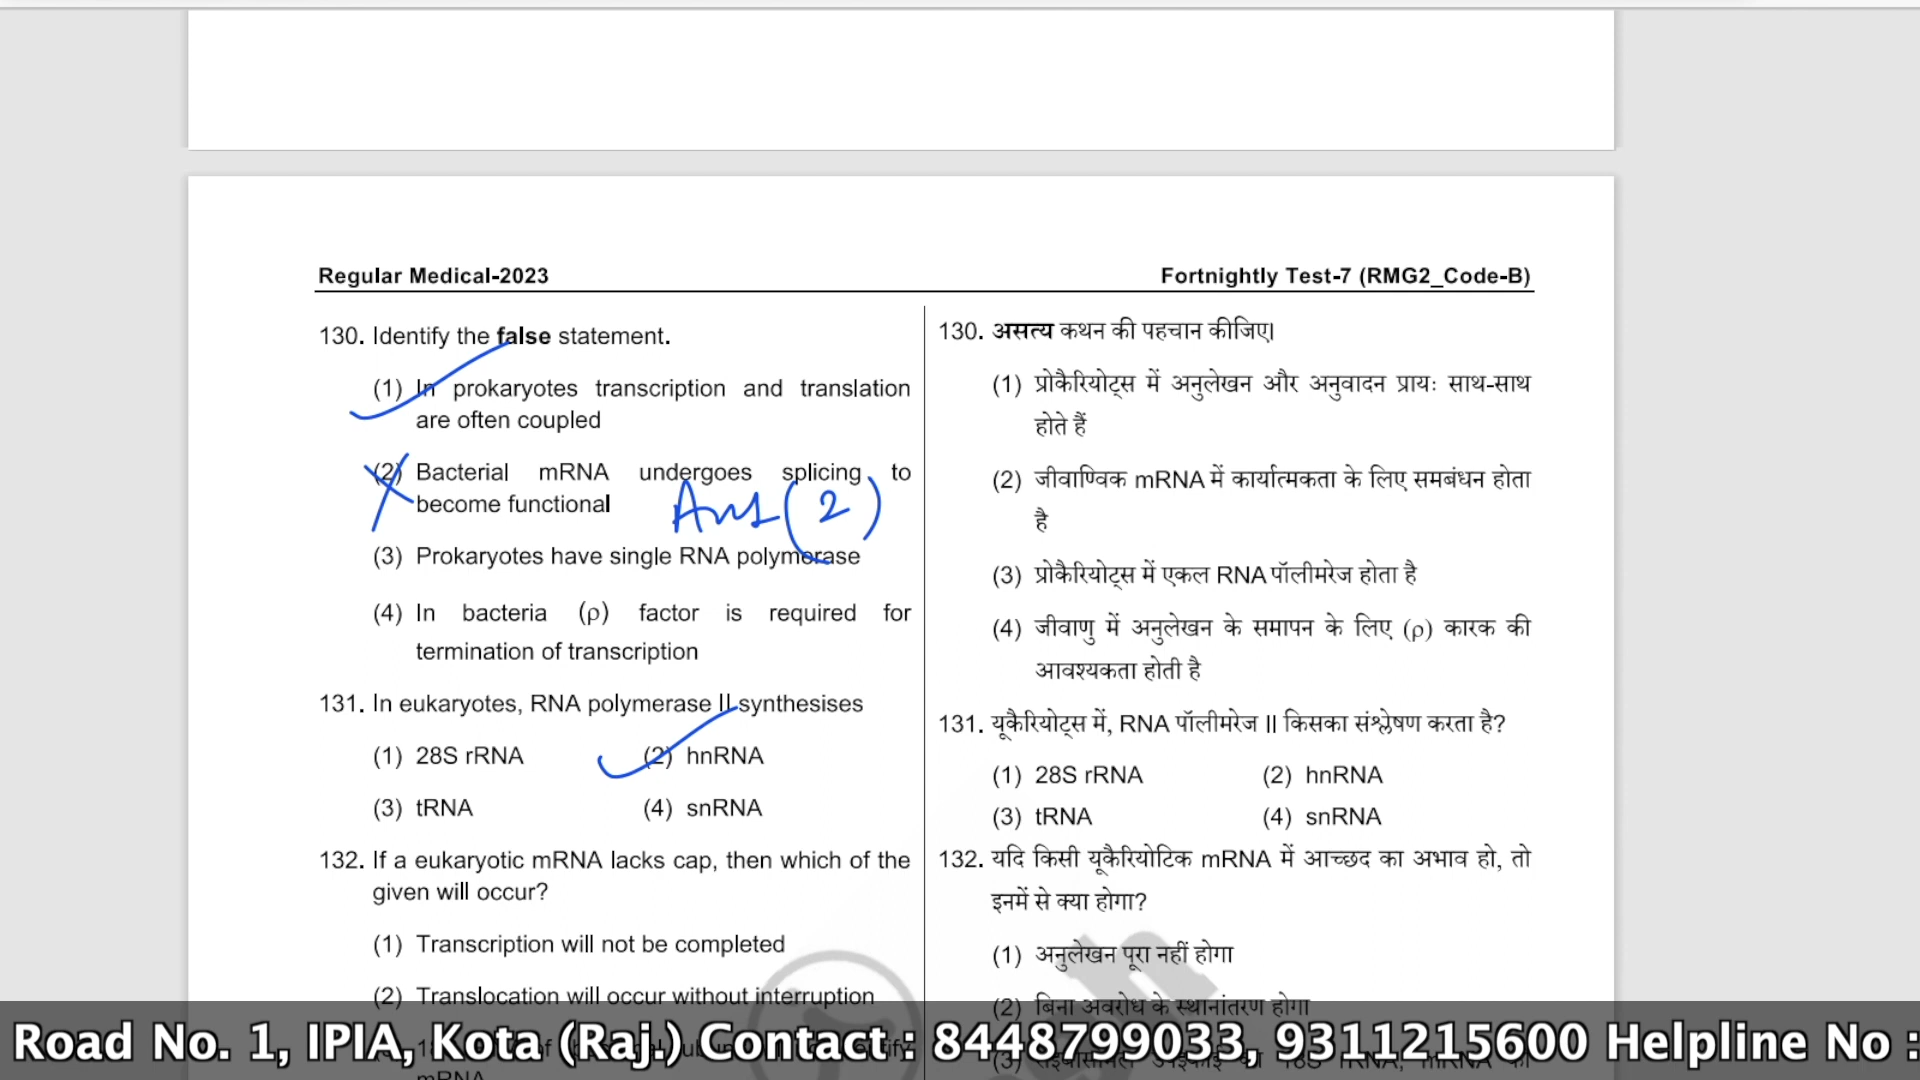 Regular Medical-2023
Fortnightly Test-7 (RMG2_Code-B)
130. Identify the false statement.
(1) In prokaryotes transcription and translation
are often coupled
(2) Bacterial mRNA undergoes splicing to
become functional
Ans (2)
(3) Prokaryotes have single RNA polymerase
(4) In bacteria (ρ) factor is required for
termination of transcription
131. In eukaryotes, RNA polymerase II synthesises
(1) 28S rRNA (2) hnRNA
(3) tRNA (4) snRNA
132. If a eukaryotic mRNA lacks cap, then which of the
given will occur?
(1) Transcription will not be completed
(2) Translocation will occur without interruption
130. असत्य कथन की पहचान कीजिए।
(1) प्रोकैरियोट्स में अनुलेखन और अनुवादन प्रायः साथ-साथ
होते हैं
(2) जीवाण्विक mRNA में कार्यात्मकता के लिए समबंधन होता
है
(3) प्रोकैरियोट्स में एकल RNA पॉलीमरेज होता है
(4) जीवाणु में अनुलेखन के समापन के लिए (ρ) कारक की
आवश्यकता होती है
131. यूकैरियोट्स में, RNA पॉलीमरेज II किसका संश्लेषण करता है?
(1) 28S rRNA (2) hnRNA
(3) tRNA (4) snRNA
132. यदि किसी यूकैरियोटिक mRNA में आच्छद का अभाव हो, तो
इनमें से क्या होगा?
(1) अनुलेखन पूरा नहीं होगा
(2) बिना अवरोध के स्थानांतरण होगा
Road No. 1, IPIA, Kota (Raj.) Contact : 8448799033, 9311215600 Helpline No :